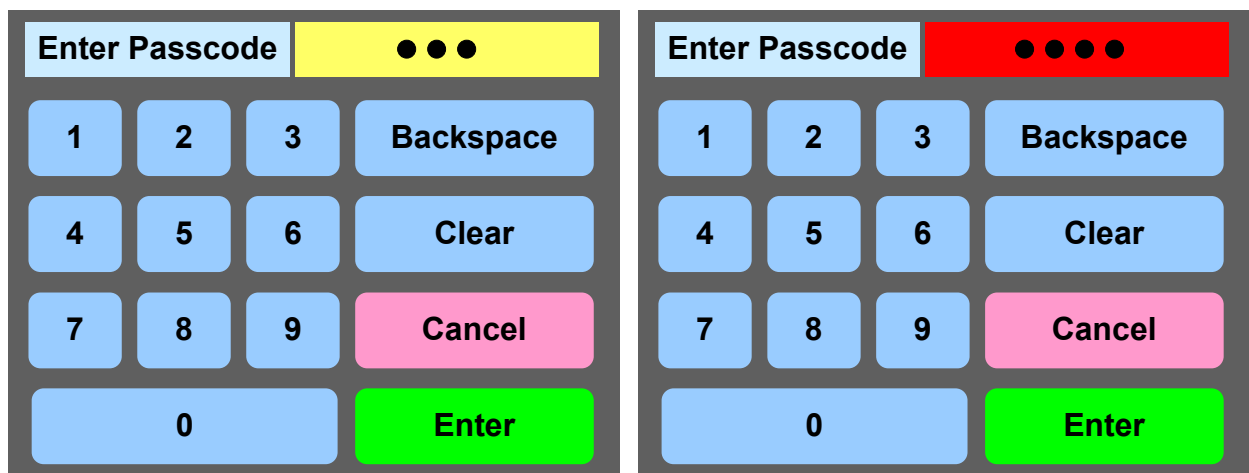 Enter Passcode ●●●
1 2 3 Backspace
4 5 6 Clear
7 8 9 Cancel
0 Enter
Enter Passcode ●●●●
1 2 3 Backspace
4 5 6 Clear
7 8 9 Cancel
0 Enter